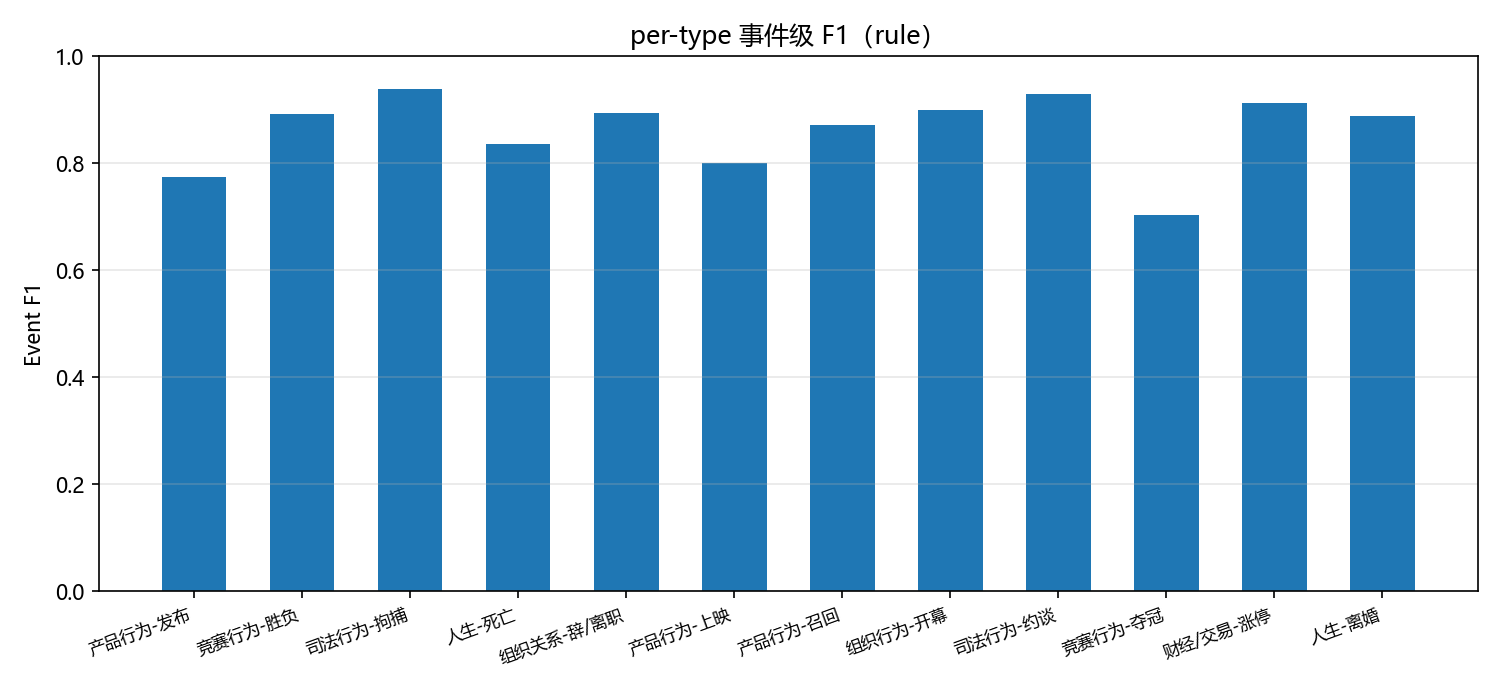 per-type 事件级 F1（rule）
Event F1
1.0
0.8
0.6
0.4
0.2
0.0
产品行为-发布
竞赛行为-胜负
司法行为-拘捕
人生-死亡
组织关系-辞/离职
产品行为-上映
产品行为-召回
组织行为-开幕
司法行为-约谈
竞赛行为-夺冠
财经/交易-涨停
人生-离婚